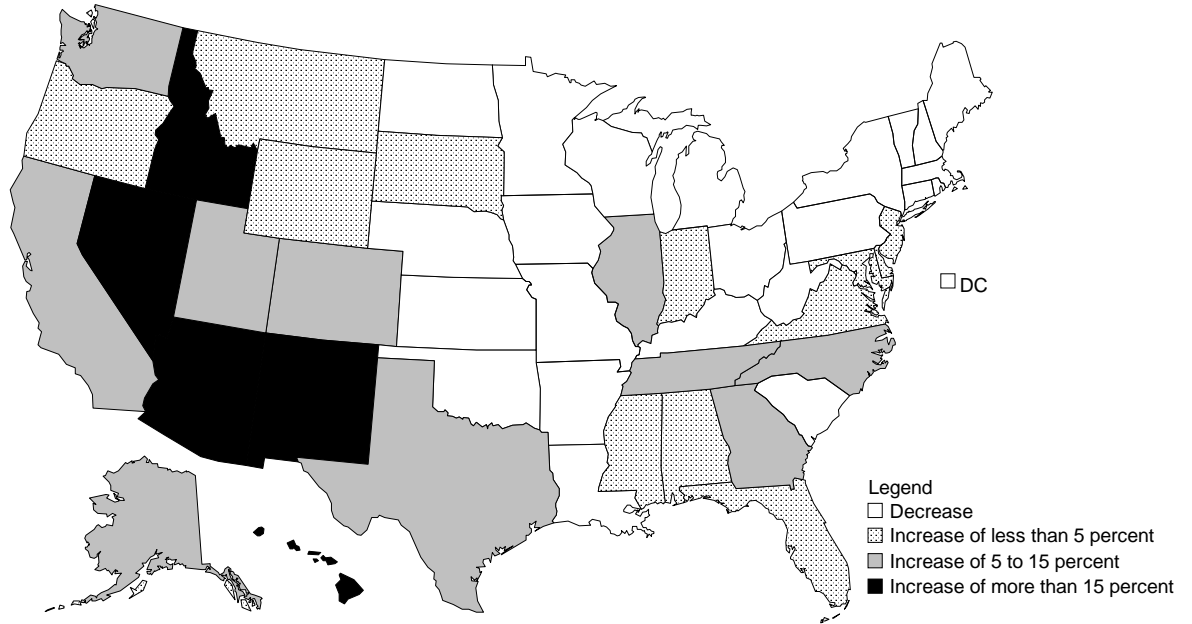 DC
Legend
Decrease
Increase of less than 5 percent
Increase of 5 to 15 percent
Increase of more than 15 percent